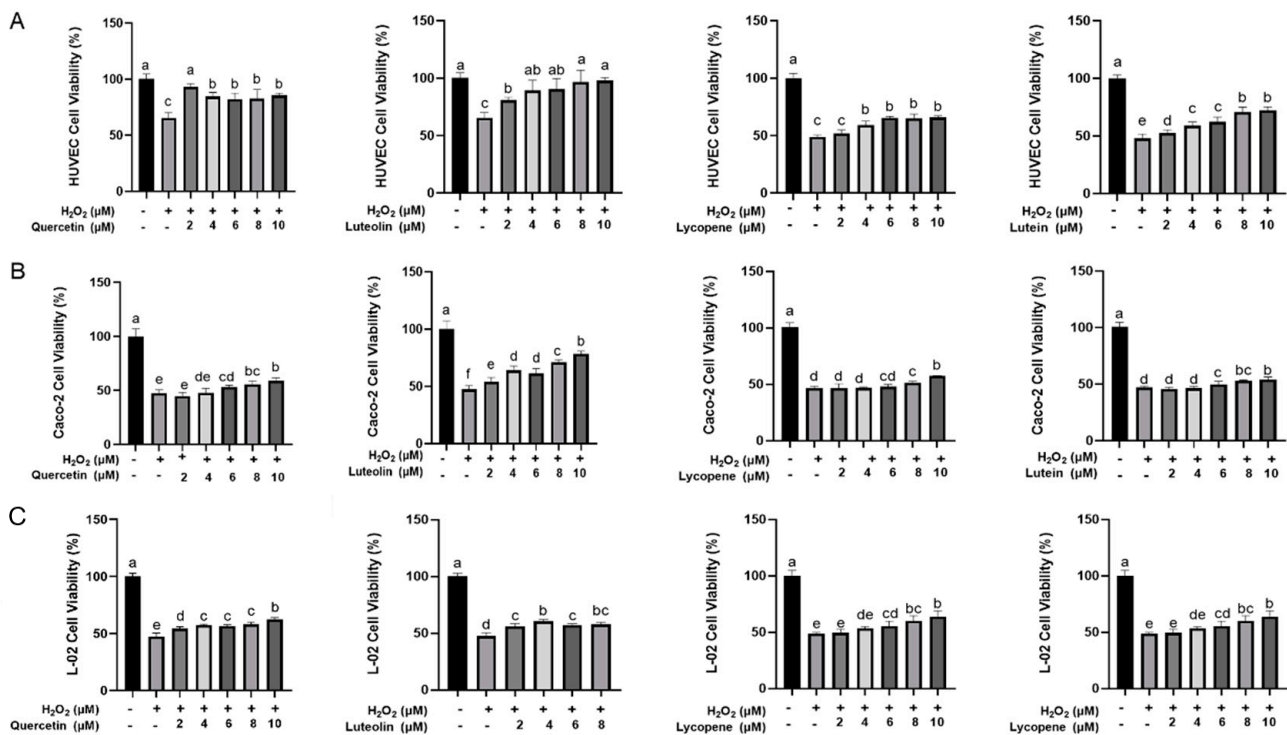 A
HUVEC Cell Viability (%)
150
100
50
0
a c a b b b b
H₂O₂ (μM) - + + + + + +
Quercetin (μM) - - 2 4 6 8 10
HUVEC Cell Viability (%)
150
100
50
0
a c b ab ab a a
H₂O₂ (μM) - + + + + + +
Luteolin (μM) - - 2 4 6 8 10
HUVEC Cell Viability (%)
150
100
50
0
a c c b b b b
H₂O₂ (μM) - + + + + + +
Lycopene (μM) - - 2 4 6 8 10
HUVEC Cell Viability (%)
150
100
50
0
a e d c c b b
H₂O₂ (μM) - + + + + + +
Lutein (μM) - - 2 4 6 8 10
B
Caco-2 Cell Viability (%)
150
100
50
0
a e e de cd bc b
H₂O₂ (μM) - + + + + + +
Quercetin (μM) - - 2 4 6 8 10
Caco-2 Cell Viability (%)
150
100
50
0
a f e d d c b
H₂O₂ (μM) - + + + + + +
Luteolin (μM) - - 2 4 6 8 10
Caco-2 Cell Viability (%)
150
100
50
0
a d d d cd c b
H₂O₂ (μM) - + + + + + +
Lycopene (μM) - - 2 4 6 8 10
Caco-2 Cell Viability (%)
150
100
50
0
a d d d c bc b
H₂O₂ (μM) - + + + + + +
Lutein (μM) - - 2 4 6 8 10
C
L-02 Cell Viability (%)
150
100
50
0
a e d c c c b
H₂O₂ (μM) - + + + + + +
Quercetin (μM) - - 2 4 6 8 10
L-02 Cell Viability (%)
150
100
50
0
a d c b c bc
H₂O₂ (μM) - + + + + +
Luteolin (μM) - - 2 4 6 8
L-02 Cell Viability (%)
150
100
50
0
a e e de cd bc b
H₂O₂ (μM) - + + + + + +
Lycopene (μM) - - 2 4 6 8 10
L-02 Cell Viability (%)
150
100
50
0
a e e de cd bc b
H₂O₂ (μM) - + + + + + +
Lycopene (μM) - - 2 4 6 8 10